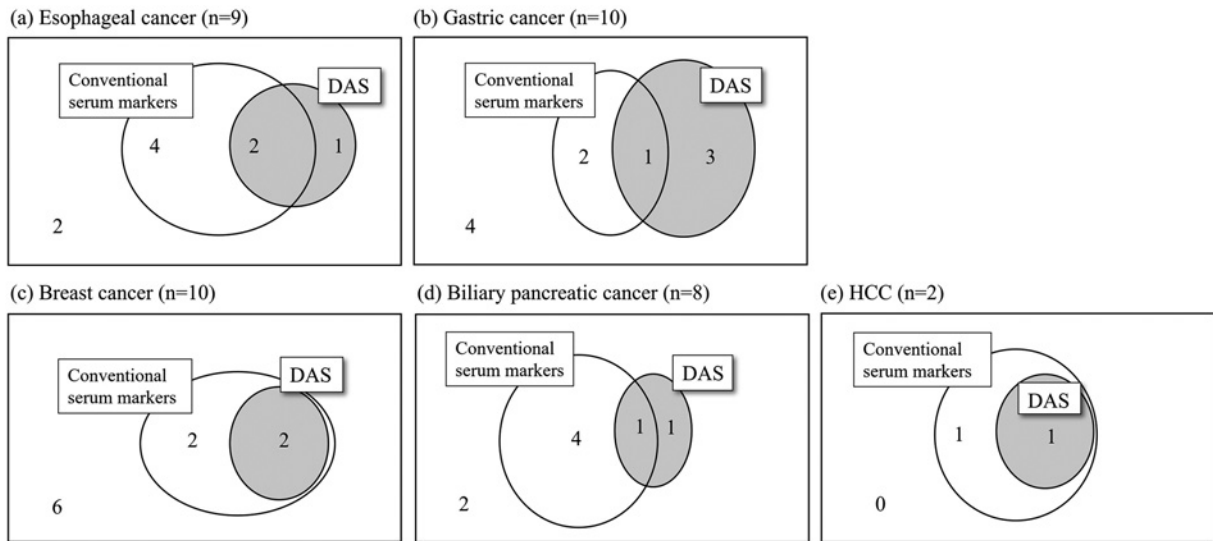 (a) Esophageal cancer (n=9)
Conventional
serum markers
DAS
4
2
1
2
(b) Gastric cancer (n=10)
Conventional
serum markers
DAS
2
1
3
4
(c) Breast cancer (n=10)
Conventional
serum markers
DAS
2
2
6
(d) Biliary pancreatic cancer (n=8)
Conventional
serum markers
DAS
4
1
1
2
(e) HCC (n=2)
Conventional
serum markers
DAS
1
1
0